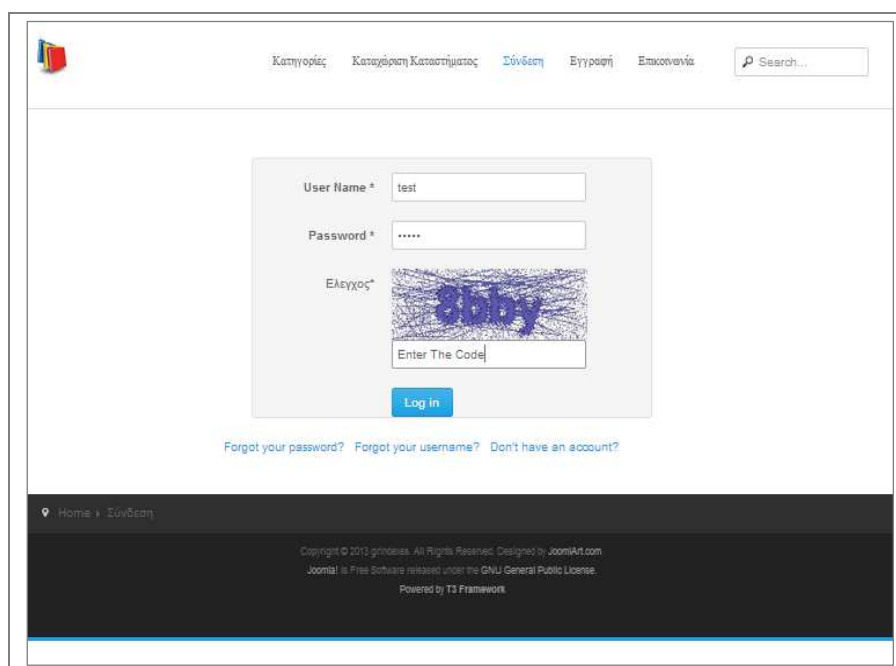 Κατηγορίες Καταχώριση Καταστήματος Σύνδεση Εγγραφή Επικοινωνία Search...
User Name * test
Password * •••••
Ελεγχος* 8bby
Enter The Code
Log in
Forgot your password? Forgot your username? Don't have an account?
Home Σύνδεση
Copyright © 2013 grindexes. All Rights Reserved. Designed by JoomlArt.com.
Joomla! is Free Software released under the GNU General Public License.
Powered by T3 Framework